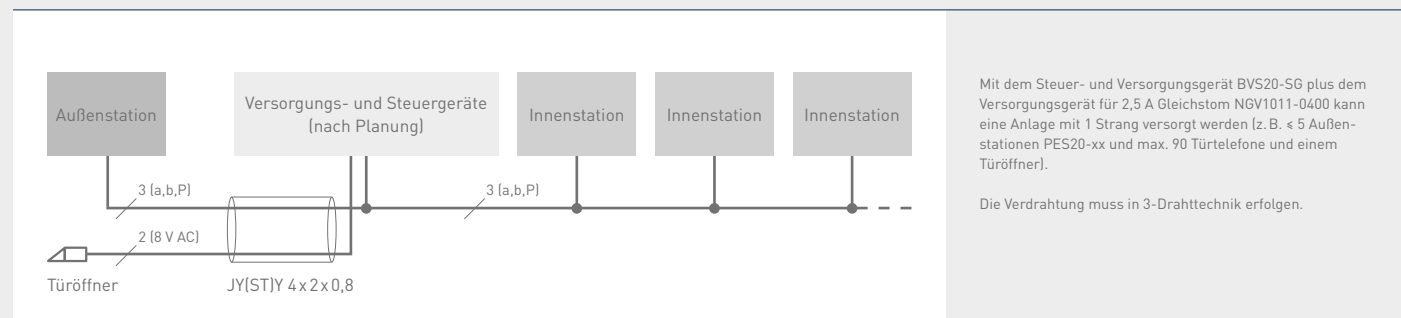 Außenstation
Versorgungs- und Steuergeräte
(nach Planung)
Innenstation
Innenstation
Innenstation
3 (a,b,P)
3 (a,b,P)
2 (8 V AC)
Türöffner
JY(ST)Y 4x2x0,8
Mit dem Steuer- und Versorgungsgerät BVS20-SG plus dem
Versorgungsgerät für 2,5 A Gleichstom NGV1011-0400 kann
eine Anlage mit 1 Strang versorgt werden (z. B. ≤ 5 Außen-
stationen PES20-xx und max. 90 Türtelefone und einem
Türöffner).
Die Verdrahtung muss in 3-Drahttechnik erfolgen.